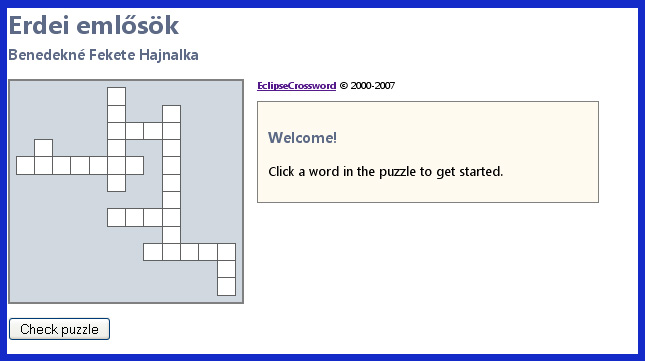 Erdei emlősök
Benedekné Fekete Hajnalka
EclipseCrossword © 2000-2007
Welcome!
Click a word in the puzzle to get started.
Check puzzle